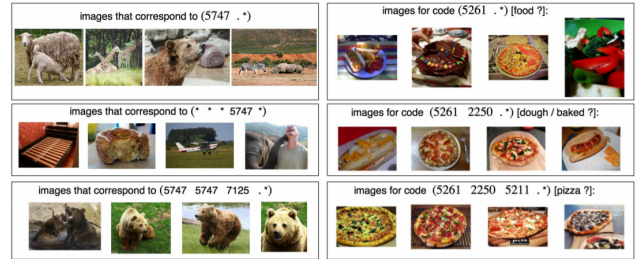 images that correspond to (5747 .*)
images that correspond to (* * * 5747 *)
images that correspond to (5747 5747 7125 .*)
images for code (5261 .*) [food ?]:
images for code (5261 2250 .*) [dough / baked ?]:
images for code (5261 2250 5211 .*) [pizza ?]: